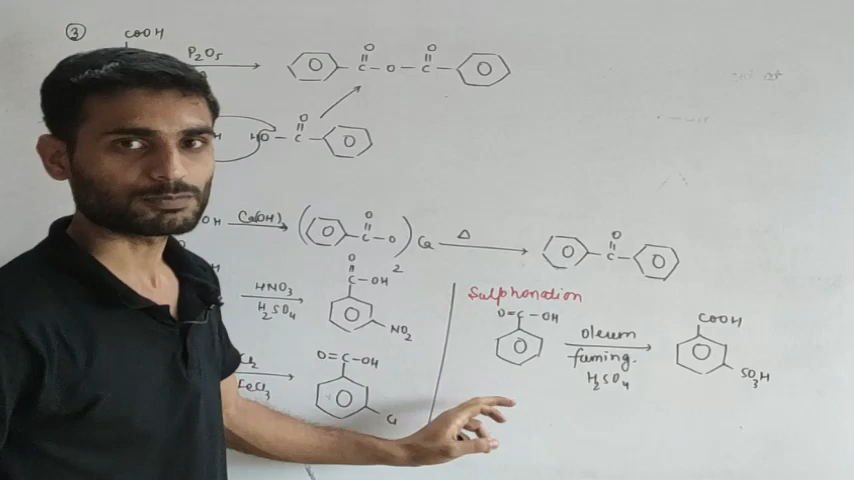 ③ COOH
P₂O₅
O O
C - O - C
O
HO - C
OH Ca(OH)
( O
C - O )₂ Ca Δ
O
C
HNO₃
H₂SO₄
O
C - OH
NO₂
FeCl₃
O=C-OH
Cl
Sulphonation
O=C-OH
Oleum
fuming.
H₂SO₄
COOH
SO₃H